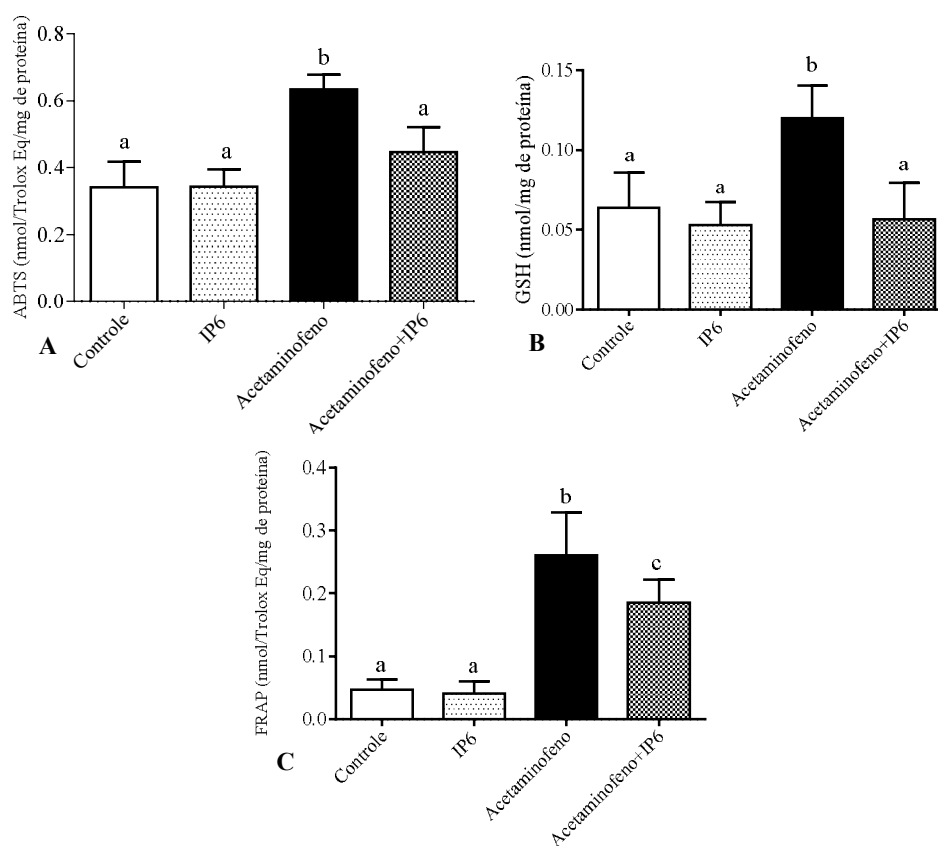 ABTS (nmol/Trolox Eq/mg de proteína)
0.8
0.6
0.4
0.2
0.0
a
a
b
a
Controle
IP6
Acetaminofeno
Acetaminofeno+IP6
A
GSH (nmol/mg de proteína)
0.15
0.10
0.05
0.00
a
a
b
a
Controle
IP6
Acetaminofeno
Acetaminofeno+IP6
B
FRAP (nmol/Trolox Eq/mg de proteína)
0.4
0.3
0.2
0.1
0.0
a
a
b
c
Controle
IP6
Acetaminofeno
Acetaminofeno+IP6
C